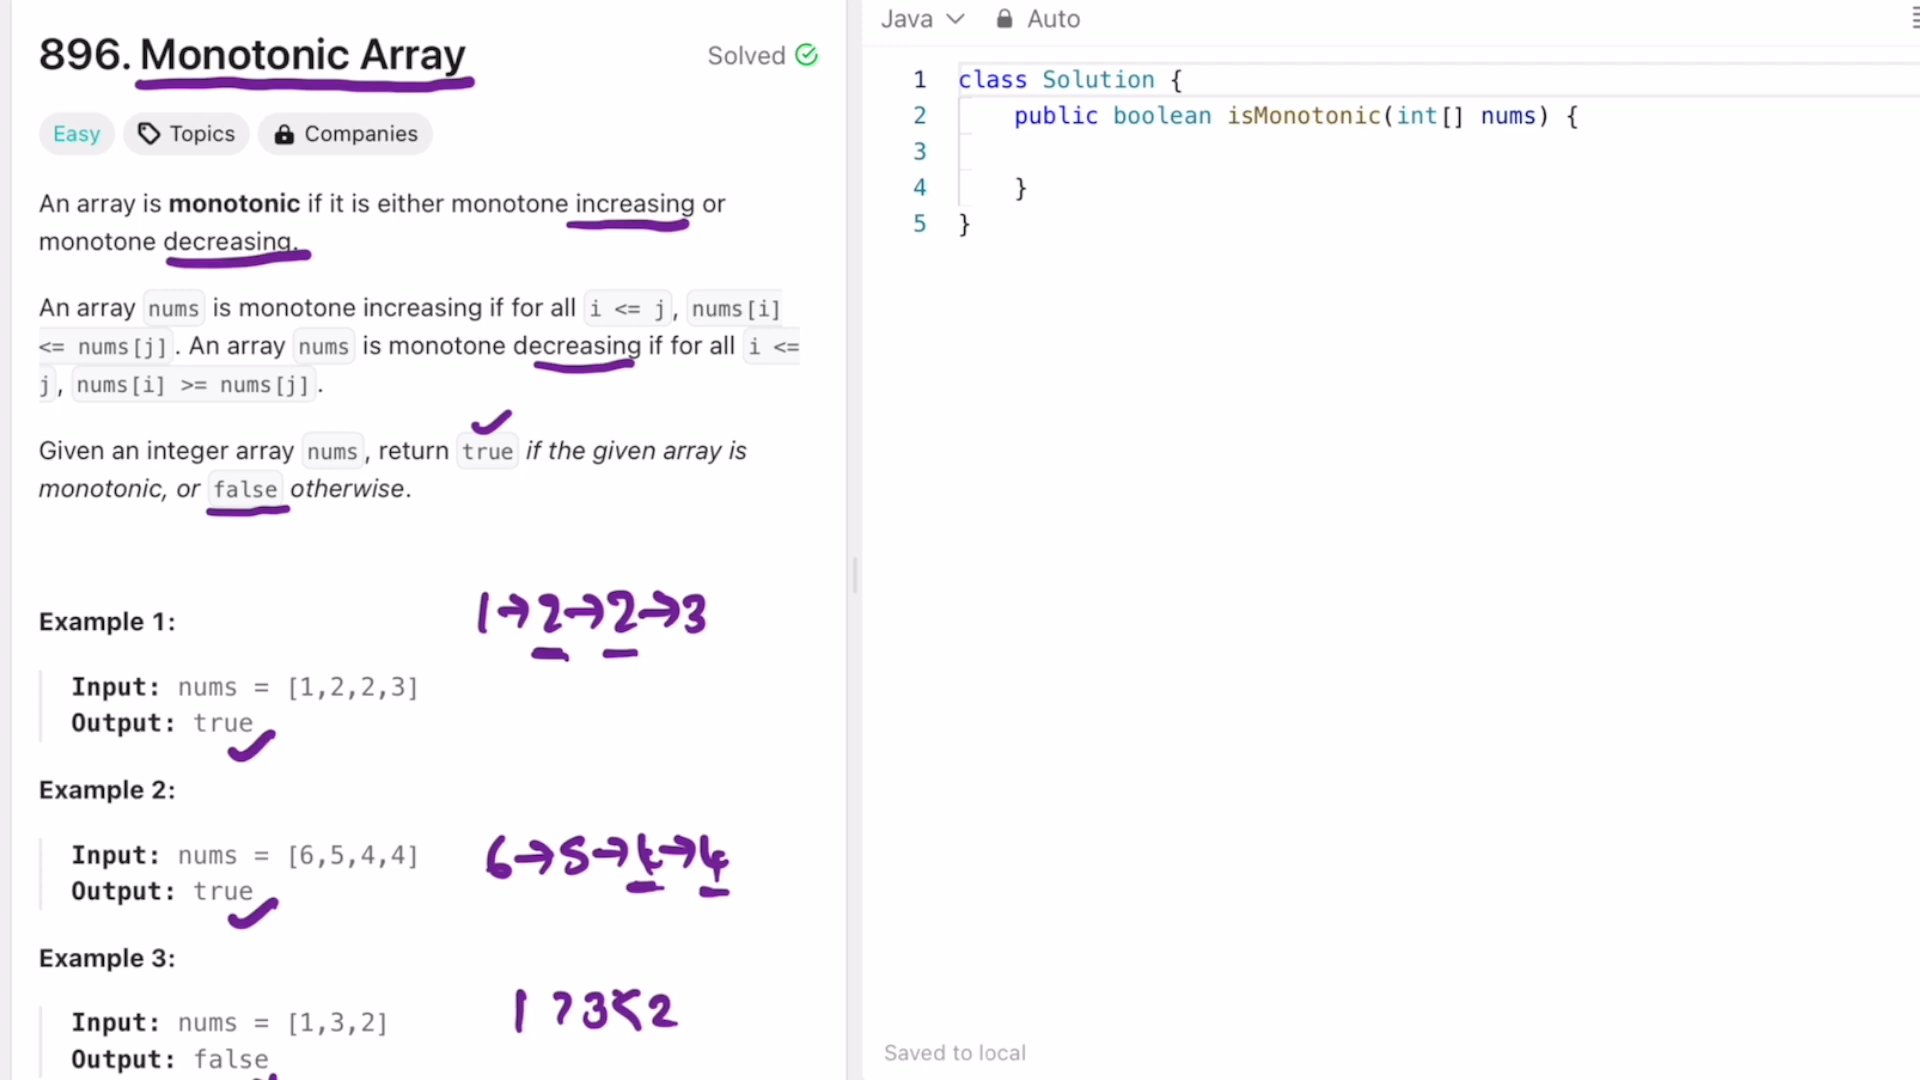 896. Monotonic Array
Solved
Easy
Topics
Companies
An array is monotonic if it is either monotone increasing or
monotone decreasing.
An array nums is monotone increasing if for all i <= j, nums[i]
<= nums[j]. An array nums is monotone decreasing if for all i <=
j, nums[i] >= nums[j].
Given an integer array nums, return true if the given array is
monotonic, or false otherwise.
Example 1:
1→2→2→3
Input: nums = [1,2,2,3]
Output: true
Example 2:
Input: nums = [6,5,4,4]
6→5→4→4
Output: true
Example 3:
1 > 3 < 2
Input: nums = [1,3,2]
Output: false
Java
Auto
1 class Solution {
2 public boolean isMonotonic(int[] nums) {
3
4 }
5 }
Saved to local